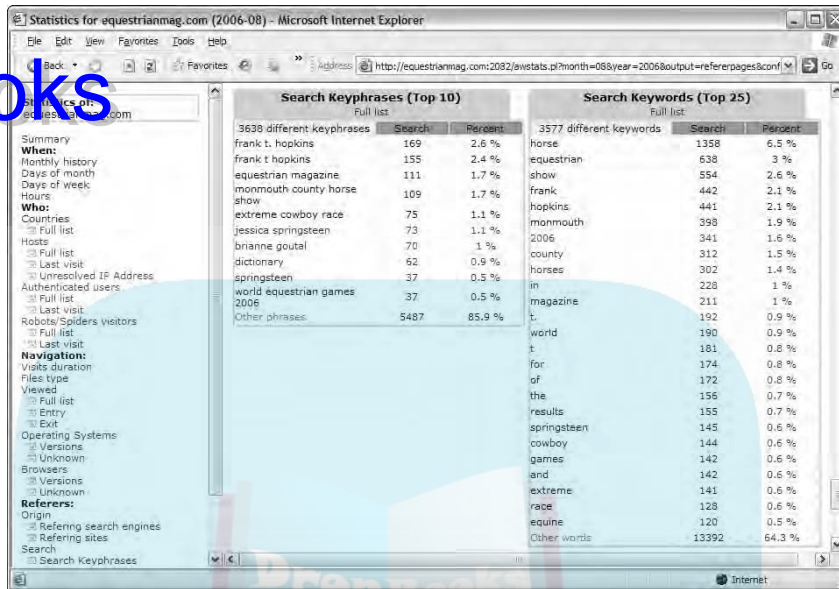 Statistics for equestrianmag.com (2006-08) - Microsoft Internet Explorer
File Edit View Favorites Tools Help
Back Favorites » Address http://equestrianmag.com:2082/awstats.pl?month=08&year=2006&output=refererpages&conf Go
oks
Statistics of:
equestrianmag.com
Summary
When:
Monthly history
Days of month
Days of week
Hours
Who:
Countries
Full list
Hosts
Full list
Last visit
Unresolved IP Address
Authenticated users
Full list
Last visit
Robots/Spiders visitors
Full list
Last visit
Navigation:
Visits duration
Files type
Viewed
Full list
Entry
Exit
Operating Systems
Versions
Unknown
Browsers
Versions
Unknown
Referers:
Origin
Refering search engines
Refering sites
Search
Search Keyphrases
Search Keyphrases (Top 10)
Full list
3638 different keyphrases Search Percent
frank t. hopkins 169 2.6 %
frank t hopkins 155 2.4 %
equestrian magazine 111 1.7 %
monmouth county horse
show 109 1.7 %
extreme cowboy race 75 1.1 %
jessica springsteen 73 1.1 %
brianne goutal 70 1 %
dictionary 62 0.9 %
springsteen 37 0.5 %
world equestrian games
2006 37 0.5 %
Other phrases 5487 85.9 %
Search Keywords (Top 25)
Full list
3577 different keywords Search Percent
horse 1358 6.5 %
equestrian 638 3 %
show 554 2.6 %
frank 442 2.1 %
hopkins 441 2.1 %
monmouth 398 1.9 %
2006 341 1.6 %
county 312 1.5 %
horses 302 1.4 %
in 228 1 %
magazine 211 1 %
t. 192 0.9 %
world 190 0.9 %
t 181 0.8 %
for 174 0.8 %
of 172 0.8 %
the 156 0.7 %
results 155 0.7 %
springsteen 145 0.6 %
cowboy 144 0.6 %
games 142 0.6 %
and 142 0.6 %
extreme 141 0.6 %
race 128 0.6 %
equine 120 0.5 %
Other words 13392 64.3 %
DropBooks
Internet